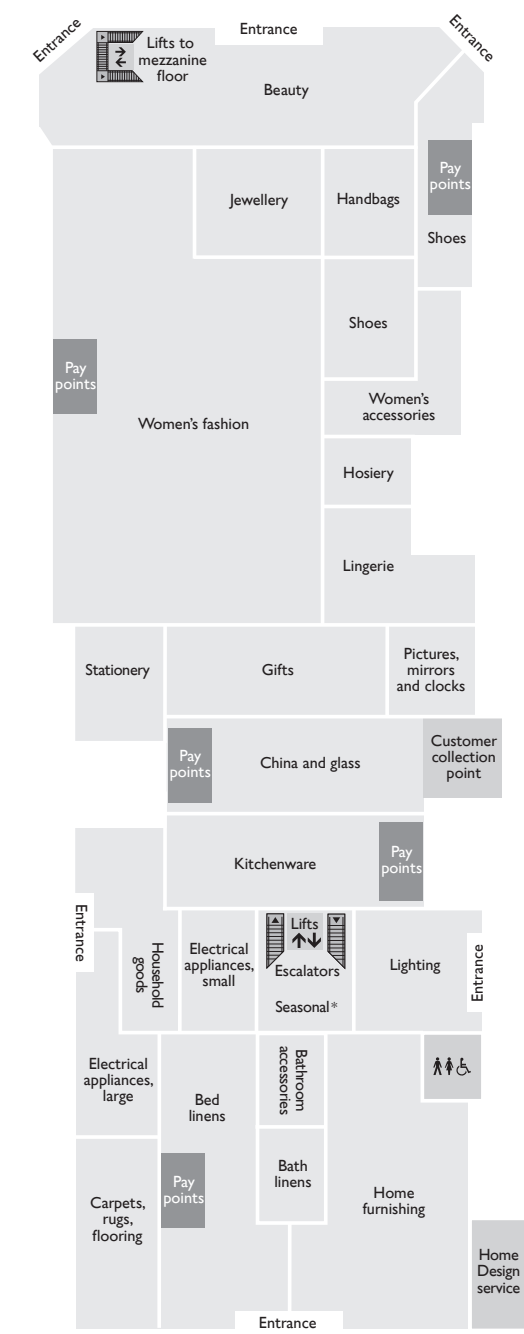 Entrance
Entrance
Entrance
Lifts to
mezzanine
floor
Beauty
Pay
points
Jewellery
Handbags
Shoes
Shoes
Pay
points
Women's
accessories
Women's fashion
Hosiery
Lingerie
Stationery
Gifts
Pictures,
mirrors
and clocks
Pay
points
China and glass
Customer
collection
point
Kitchenware
Pay
points
Entrance
Household
goods
Electrical
appliances,
small
Lifts
Escalators
Seasonal*
Lighting
Entrance
Electrical
appliances,
large
Bed
linens
Bathroom
accessories
Bath
linens
Pay
points
Carpets,
rugs,
flooring
Home
furnishing
Home
Design
service
Entrance